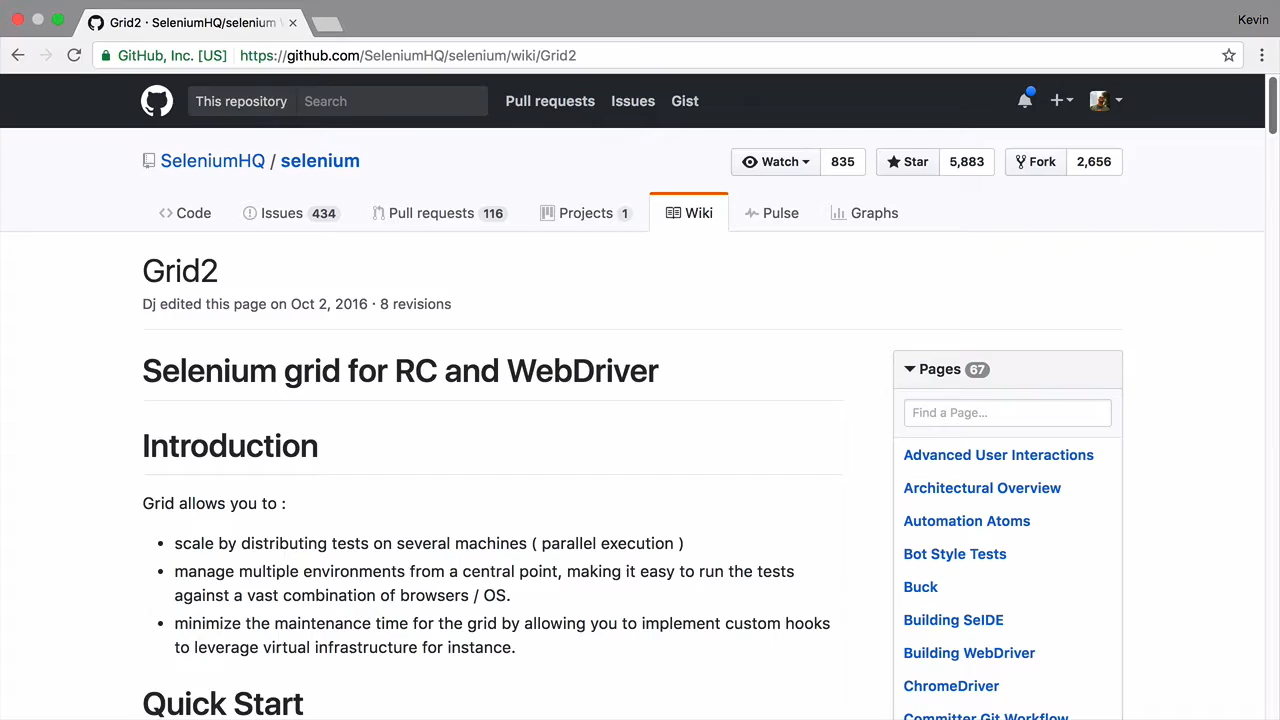 Grid2 · SeleniumHQ/selenium
Kevin
GitHub, Inc. [US]
https://github.com/SeleniumHQ/selenium/wiki/Grid2
This repository
Search
Pull requests
Issues
Gist
SeleniumHQ / selenium
Watch 835
Star 5,883
Fork 2,656
Code
Issues 434
Pull requests 116
Projects 1
Wiki
Pulse
Graphs
Grid2
Dj edited this page on Oct 2, 2016 · 8 revisions
Selenium grid for RC and WebDriver
Introduction
Grid allows you to :
• scale by distributing tests on several machines ( parallel execution )
• manage multiple environments from a central point, making it easy to run the tests
against a vast combination of browsers / OS.
• minimize the maintenance time for the grid by allowing you to implement custom hooks
to leverage virtual infrastructure for instance.
Quick Start
Pages 67
Find a Page...
Advanced User Interactions
Architectural Overview
Automation Atoms
Bot Style Tests
Buck
Building SeIDE
Building WebDriver
ChromeDriver
Committer Git Workflow